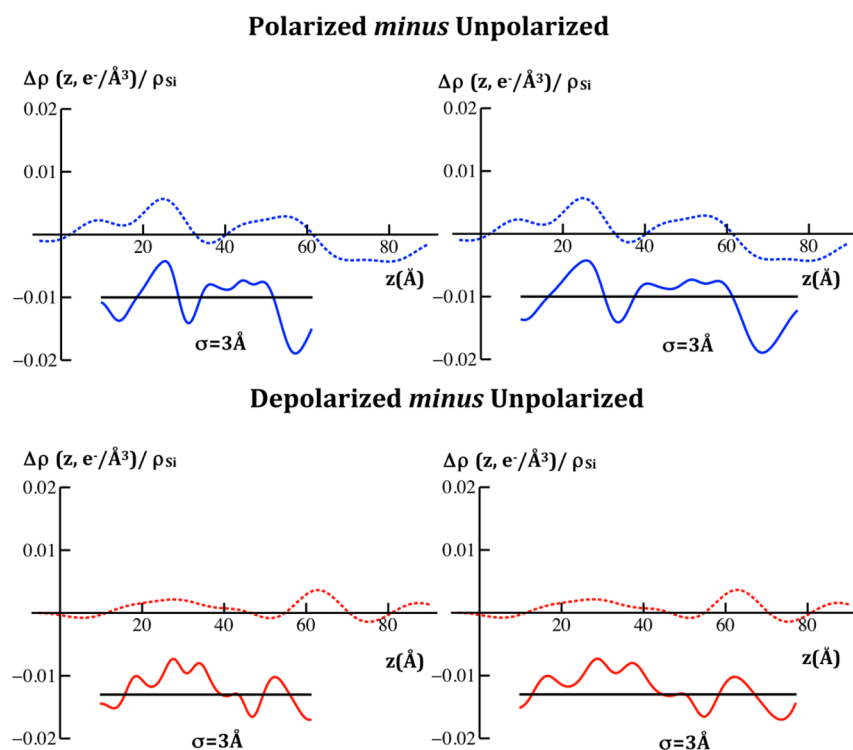 Polarized minus Unpolarized
Δρ (z, e⁻/Å³)/ ρSi
Δρ (z, e⁻/Å³)/ ρSi
0.02
0.01
−0.01
−0.02
20
40
60
80
z(Å)
σ=3Å
0.02
0.01
−0.01
−0.02
20
40
60
80
z(Å)
σ=3Å
Depolarized minus Unpolarized
Δρ (z, e⁻/Å³)/ ρSi
Δρ (z, e⁻/Å³)/ ρSi
0.02
0.01
−0.01
−0.02
20
40
60
80
z(Å)
σ=3Å
0.02
0.01
−0.01
−0.02
20
40
60
80
z(Å)
σ=3Å